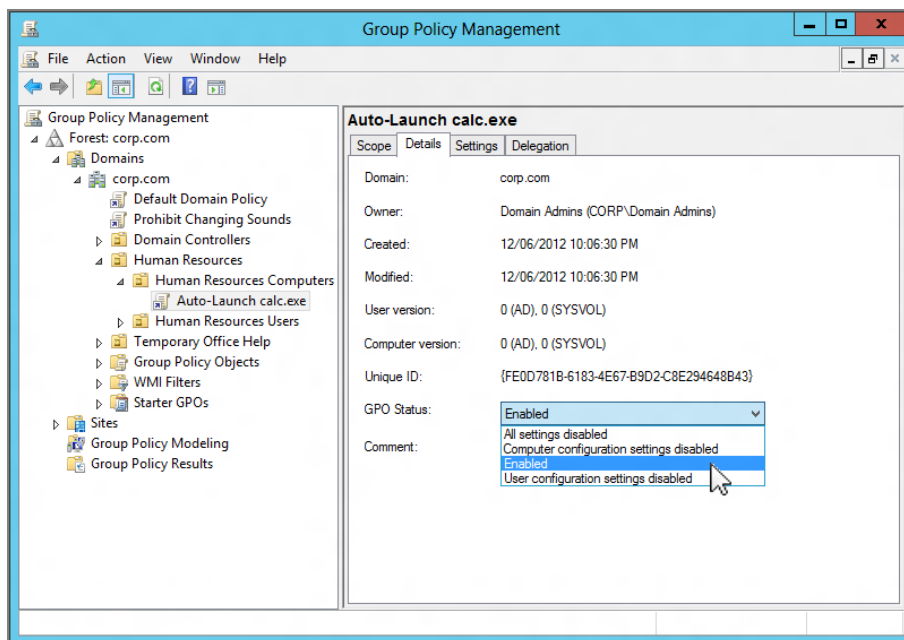 Group Policy Management
File Action View Window Help
Group Policy Management
Forest: corp.com
Domains
corp.com
Default Domain Policy
Prohibit Changing Sounds
Domain Controllers
Human Resources
Human Resources Computers
Auto-Launch calc.exe
Human Resources Users
Temporary Office Help
Group Policy Objects
WMI Filters
Starter GPOs
Sites
Group Policy Modeling
Group Policy Results
Auto-Launch calc.exe
Scope Details Settings Delegation
Domain: corp.com
Owner: Domain Admins (CORP\Domain Admins)
Created: 12/06/2012 10:06:30 PM
Modified: 12/06/2012 10:06:30 PM
User version: 0 (AD), 0 (SYSVOL)
Computer version: 0 (AD), 0 (SYSVOL)
Unique ID: {FE0D781B-6183-4E67-B9D2-C8E294648B43}
GPO Status: Enabled
All settings disabled
Comment: Computer configuration settings disabled
Enabled
User configuration settings disabled